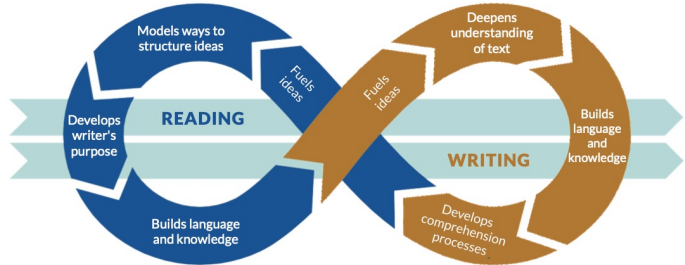 Models ways to
structure ideas
Fuels
ideas
READING
Develops
writer's
purpose
Builds language
and knowledge
Fuels
ideas
Deepens
understanding
of text
Builds
language
and
knowledge
WRITING
Develops
comprehension
processes